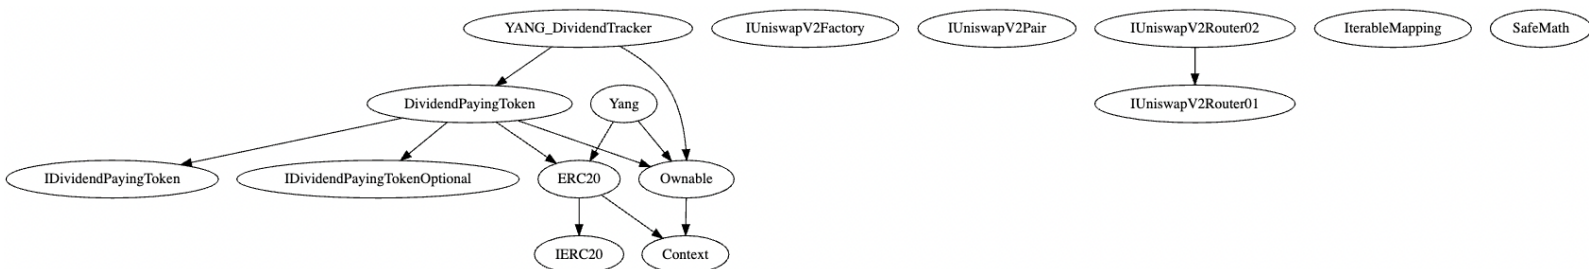 YANG_DividendTracker
IUniswapV2Factory
IUniswapV2Pair
IUniswapV2Router02
IterableMapping
SafeMath
DividendPayingToken
Yang
IUniswapV2Router01
IDividendPayingToken
IDividendPayingTokenOptional
ERC20
Ownable
IERC20
Context